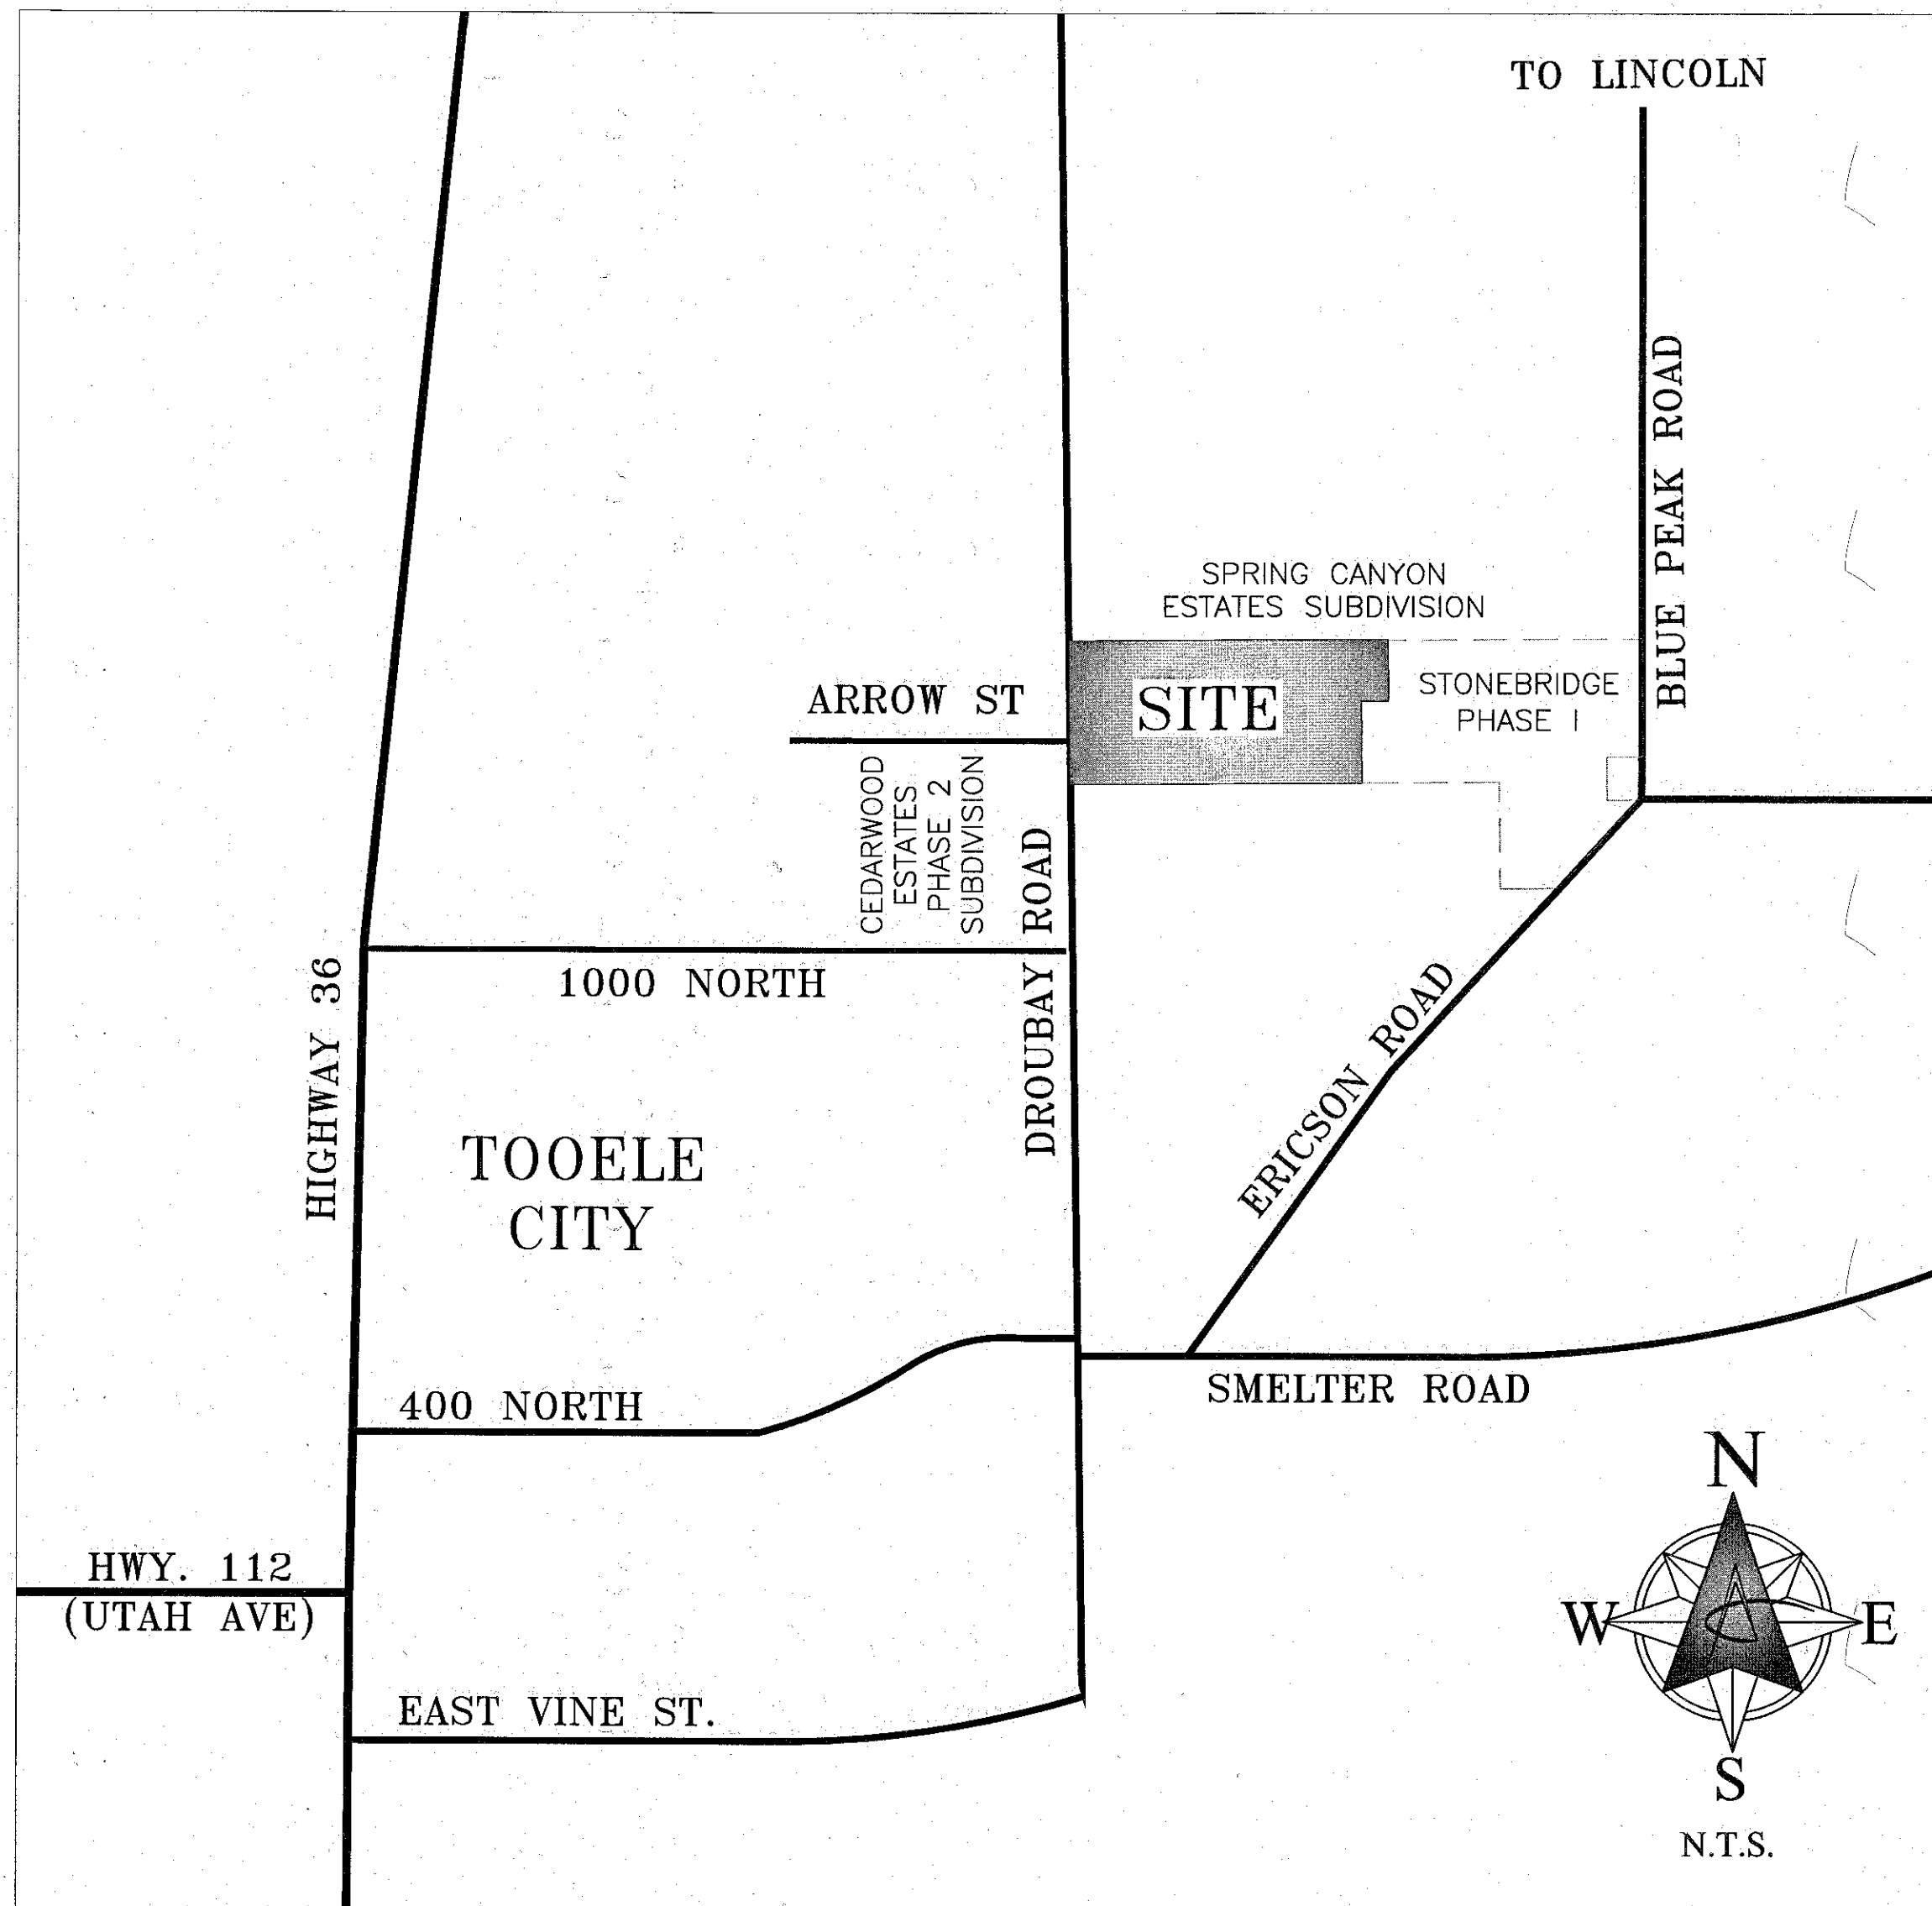 TO LINCOLN
BLUE PEAK ROAD
SPRING CANYON
ESTATES SUBDIVISION
ARROW ST
SITE
STONEBRIDGE
PHASE I
CEDARWOOD
ESTATES
PHASE 2
SUBDIVISION
DROUBAY ROAD
1000 NORTH
HIGHWAY 36
ERICSON ROAD
TOOELE
CITY
400 NORTH
SMELTER ROAD
HWY. 112
(UTAH AVE)
EAST VINE ST.
N
W
E
S
N.T.S.